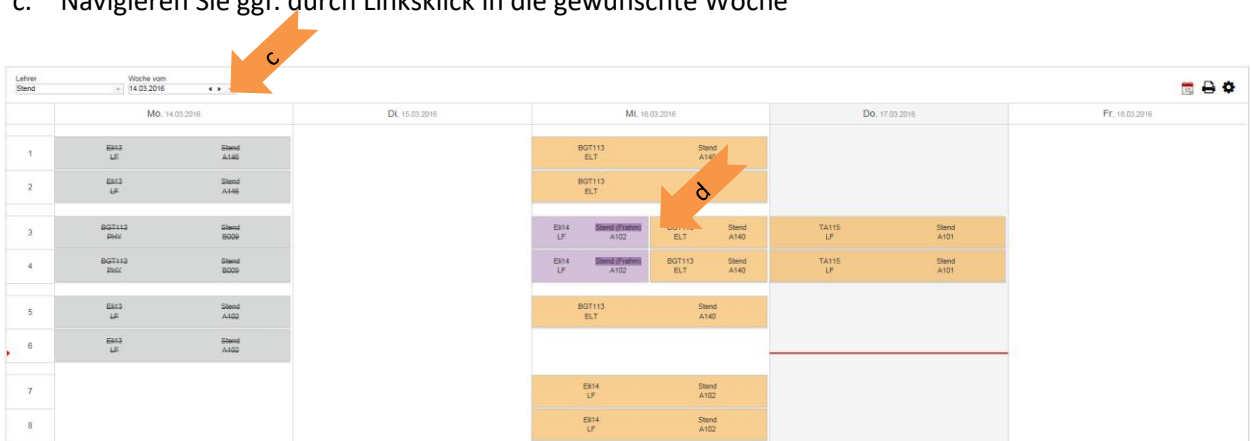 c. Navigieren Sie ggf. durch Linksklick in die gewünschte Woche
c
Lehrer Woche vom
Stend 14.03.2016
Mo. 14.03.2016 Di. 15.03.2016 Mi. 16.03.2016 Do. 17.03.2016 Fr. 18.03.2016
1 Eli13 Stend BGT113 Stend
LF A146 ELT A140
d
2 Eli13 Stend BGT113
LF A146 ELT
3 BGT113 Stend Eli14 Stend (Frahm) Stend TA115 Stend
PHY B009 LF A102 ELT A140 LF A101
4 BGT113 Stend Eli14 Stend (Frahm) BGT113 Stend TA115 Stend
PHY B009 LF A102 ELT A140 LF A101
5 Eli13 Stend BGT113 Stend
LF A102 ELT A140
6 Eli13 Stend
LF A102
7 Eli14 Stend
LF A102
8 Eli14 Stend
LF A102